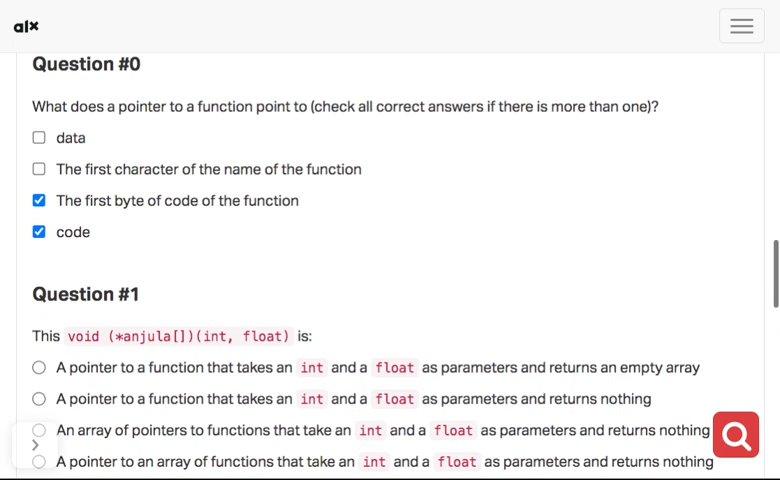 alx
Question #0
What does a pointer to a function point to (check all correct answers if there is more than one)?
data
The first character of the name of the function
The first byte of code of the function
code
Question #1
This void (*anjula[])(int, float) is:
A pointer to a function that takes an int and a float as parameters and returns an empty array
A pointer to a function that takes an int and a float as parameters and returns nothing
An array of pointers to functions that take an int and a float as parameters and returns nothing
A pointer to an array of functions that take an int and a float as parameters and returns nothing